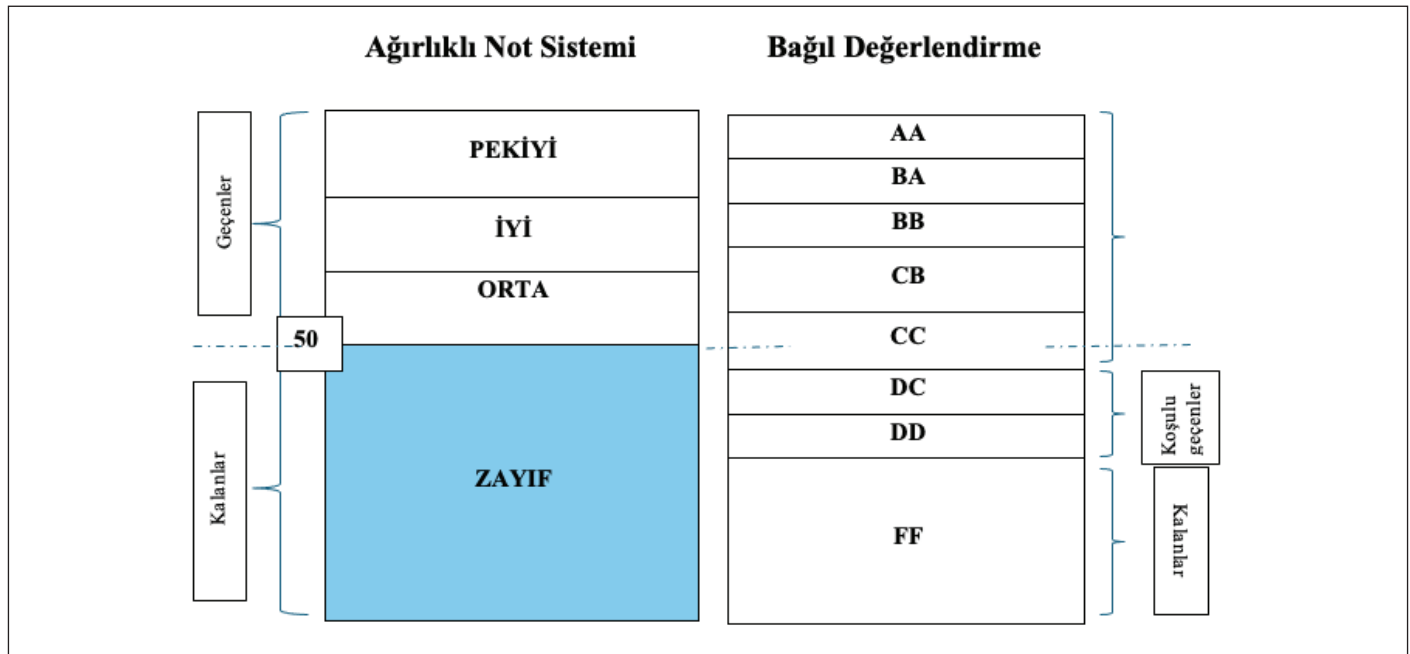 Ağırlıklı Not Sistemi
Bağıl Değerlendirme
Geçenler
PEKİYİ
İYİ
ORTA
50
Kalanlar
ZAYIF
AA
BA
BB
CB
CC
DC
DD
FF
Koşulu
geçenler
Kalanlar